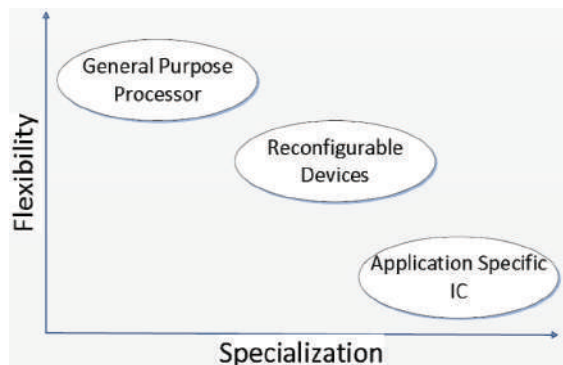 General Purpose
Processor
Reconfigurable
Devices
Application Specific
IC
Flexibility
Specialization